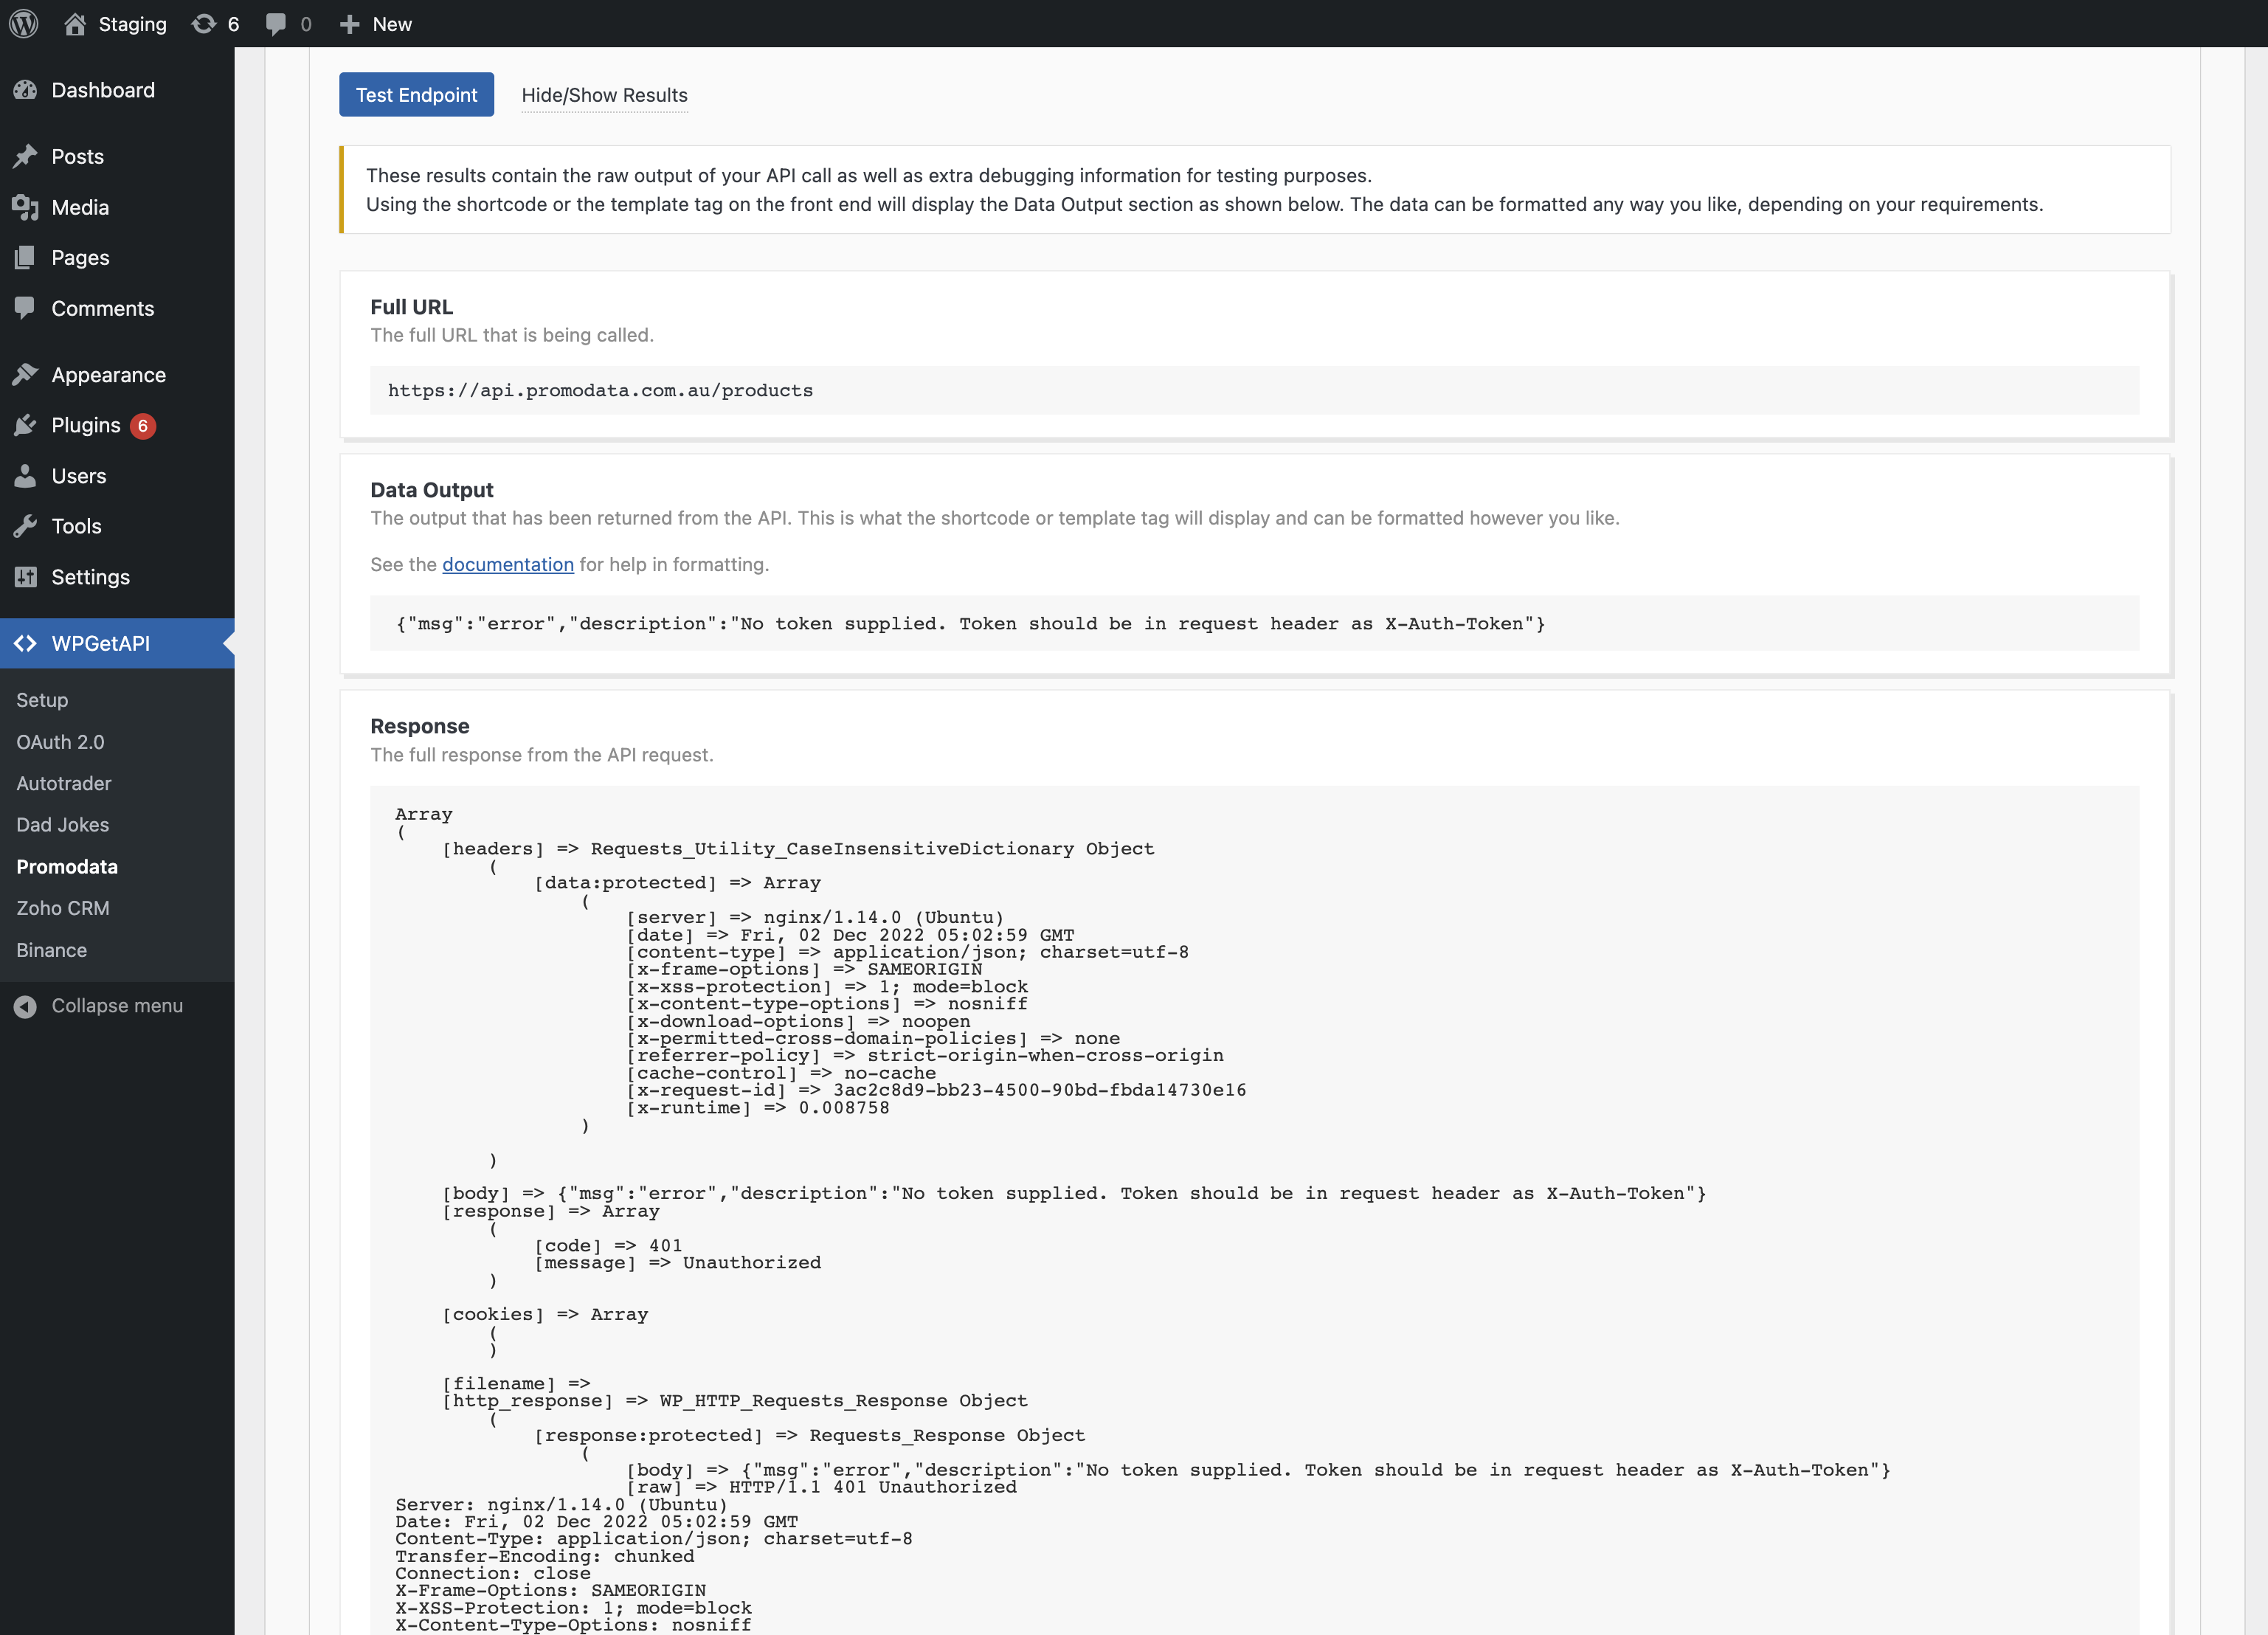 Staging 6 0 New
Dashboard
Posts
Media
Pages
Comments
Appearance
Plugins 6
Users
Tools
Settings
WPGetAPI
Setup
OAuth 2.0
Autotrader
Dad Jokes
Promodata
Zoho CRM
Binance
Collapse menu
Test Endpoint Hide/Show Results
These results contain the raw output of your API call as well as extra debugging information for testing purposes.
Using the shortcode or the template tag on the front end will display the Data Output section as shown below. The data can be formatted any way you like, depending on your requirements.
Full URL
The full URL that is being called.
https://api.promodata.com.au/products
Data Output
The output that has been returned from the API. This is what the shortcode or template tag will display and can be formatted however you like.
See the documentation for help in formatting.
{"msg":"error","description":"No token supplied. Token should be in request header as X-Auth-Token"}
Response
The full response from the API request.
Array
(
[headers] => Requests_Utility_CaseInsensitiveDictionary Object
(
[data:protected] => Array
(
[server] => nginx/1.14.0 (Ubuntu)
[date] => Fri, 02 Dec 2022 05:02:59 GMT
[content-type] => application/json; charset=utf-8
[x-frame-options] => SAMEORIGIN
[x-xss-protection] => 1; mode=block
[x-content-type-options] => nosniff
[x-download-options] => noopen
[x-permitted-cross-domain-policies] => none
[referrer-policy] => strict-origin-when-cross-origin
[cache-control] => no-cache
[x-request-id] => 3ac2c8d9-bb23-4500-90bd-fbda14730e16
[x-runtime] => 0.008758
)
)
[body] => {"msg":"error","description":"No token supplied. Token should be in request header as X-Auth-Token"}
[response] => Array
(
[code] => 401
[message] => Unauthorized
)
[cookies] => Array
(
)
[filename] =>
[http_response] => WP_HTTP_Requests_Response Object
(
[response:protected] => Requests_Response Object
(
[body] => {"msg":"error","description":"No token supplied. Token should be in request header as X-Auth-Token"}
[raw] => HTTP/1.1 401 Unauthorized
Server: nginx/1.14.0 (Ubuntu)
Date: Fri, 02 Dec 2022 05:02:59 GMT
Content-Type: application/json; charset=utf-8
Transfer-Encoding: chunked
Connection: close
X-Frame-Options: SAMEORIGIN
X-XSS-Protection: 1; mode=block
X-Content-Type-Options: nosniff